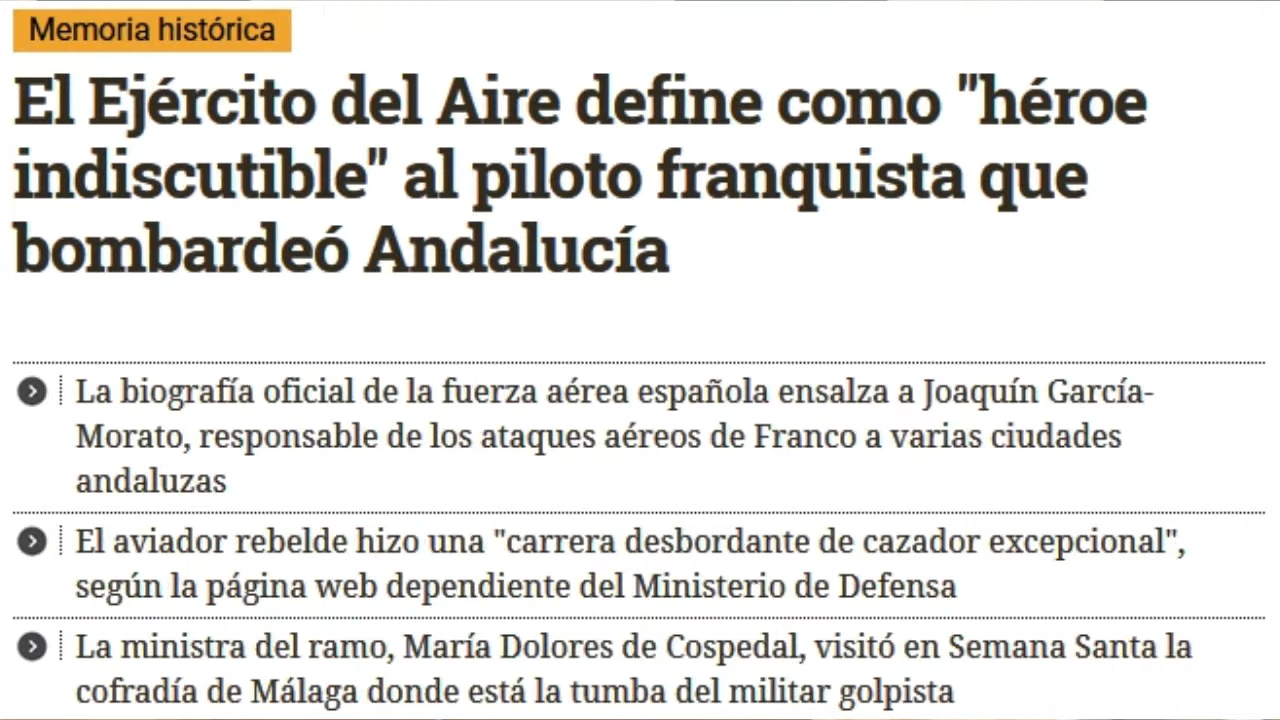 Memoria histórica
El Ejército del Aire define como "héroe
indiscutible" al piloto franquista que
bombardeó Andalucía
La biografía oficial de la fuerza aérea española ensalza a Joaquín García-
Morato, responsable de los ataques aéreos de Franco a varias ciudades
andaluzas
El aviador rebelde hizo una "carrera desbordante de cazador excepcional",
según la página web dependiente del Ministerio de Defensa
La ministra del ramo, María Dolores de Cospedal, visitó en Semana Santa la
cofradía de Málaga donde está la tumba del militar golpista